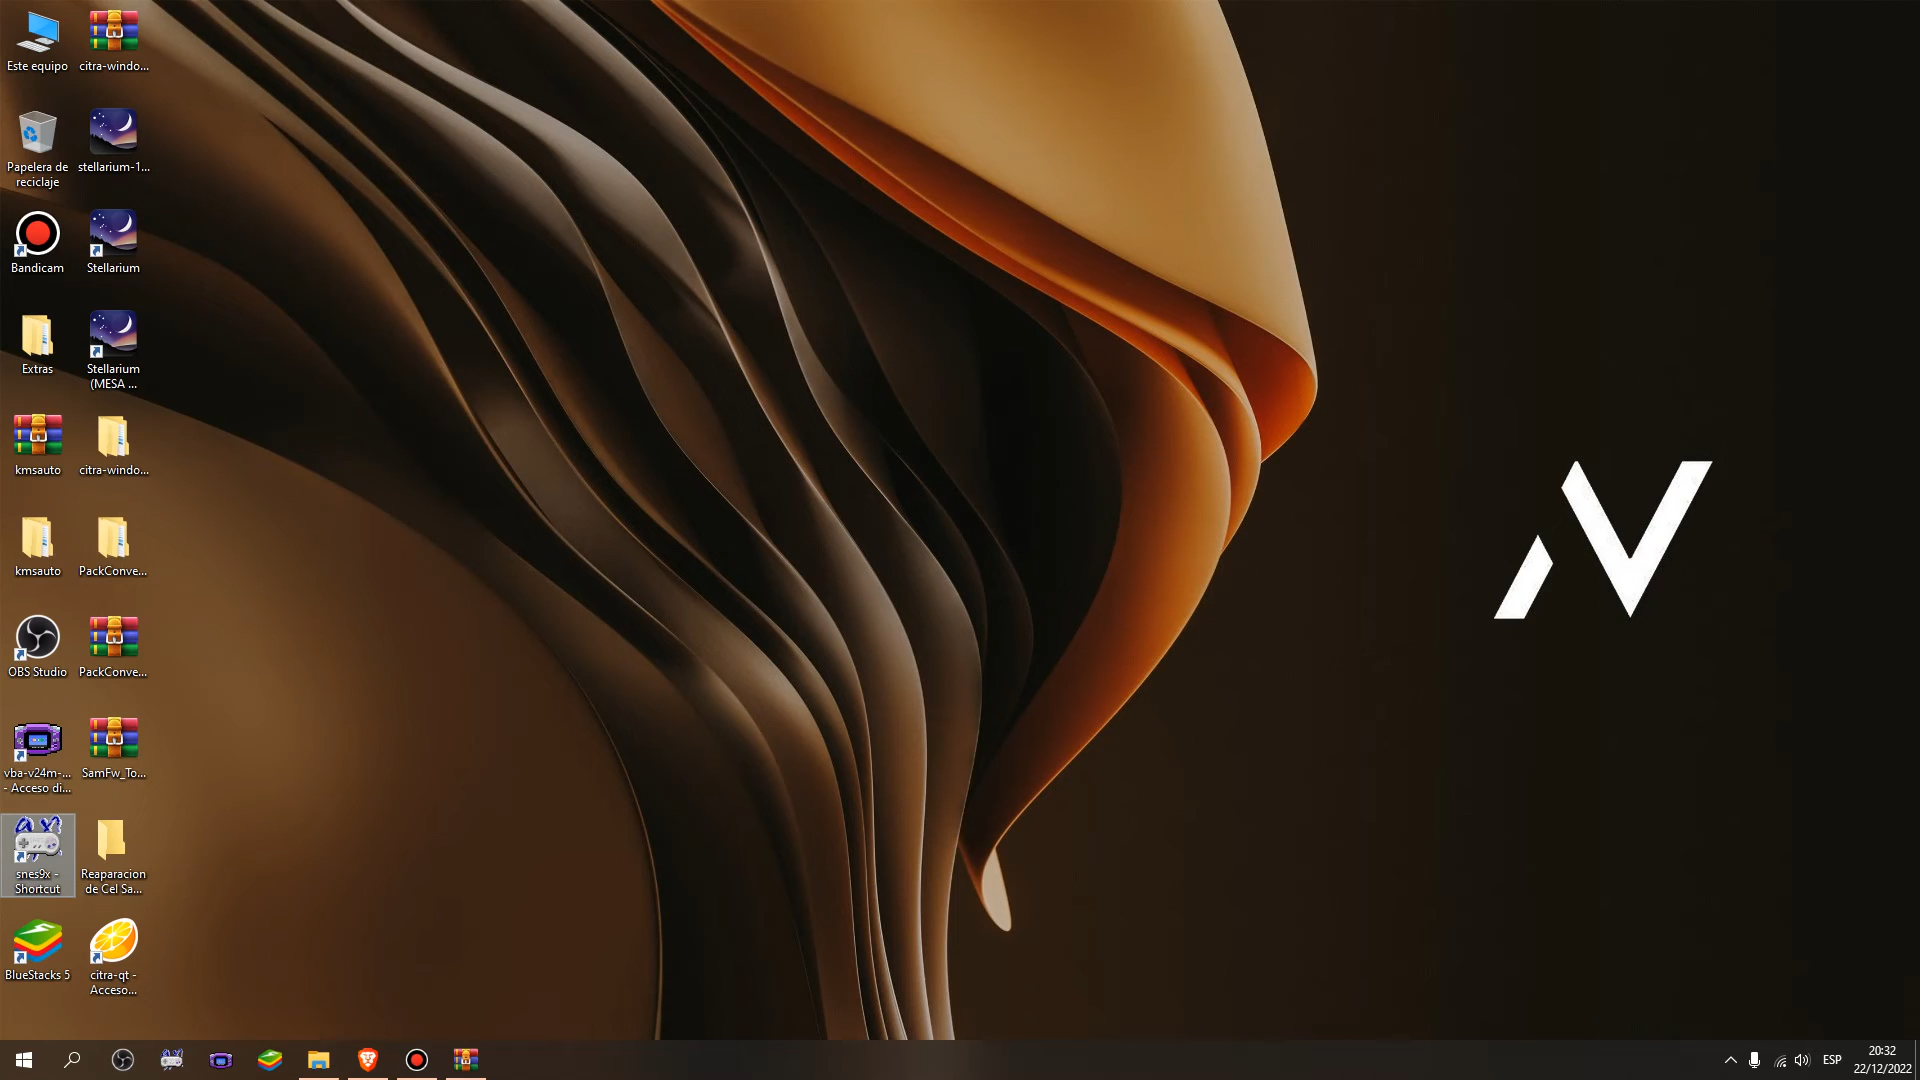 Este equipo
citra-windo...
Papelera de
reciclaje
stellarium-1...
Bandicam
Stellarium
Extras
Stellarium
(MESA ...
kmsauto
citra-windo...
kmsauto
PackConve...
OBS Studio
PackConve...
vba-v24m-...
- Acceso di...
SamFw_To...
snes9x -
Shortcut
Reaparacion
de Cel Sa...
BlueStacks 5
citra-qt -
Acceso...
ESP
20:32
22/12/2022